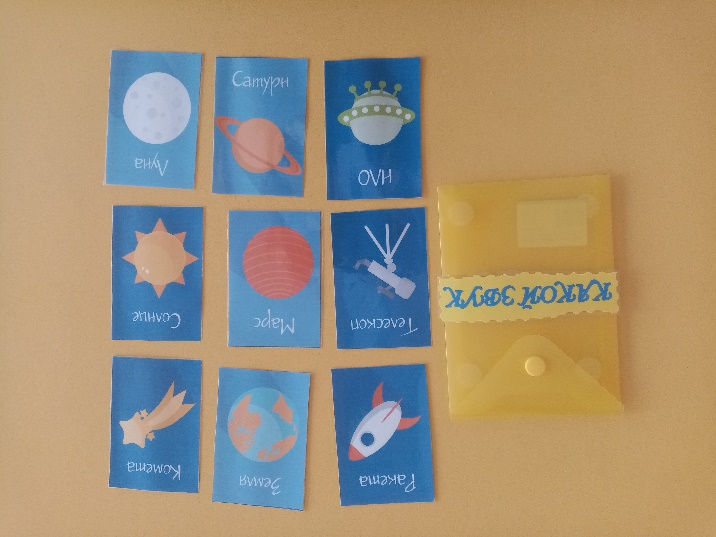 КАКОЙ ЗВУК
Ракета
Земля
Комета
Телескоп
Марс
Солнце
НЛО
Сатурн
Луна